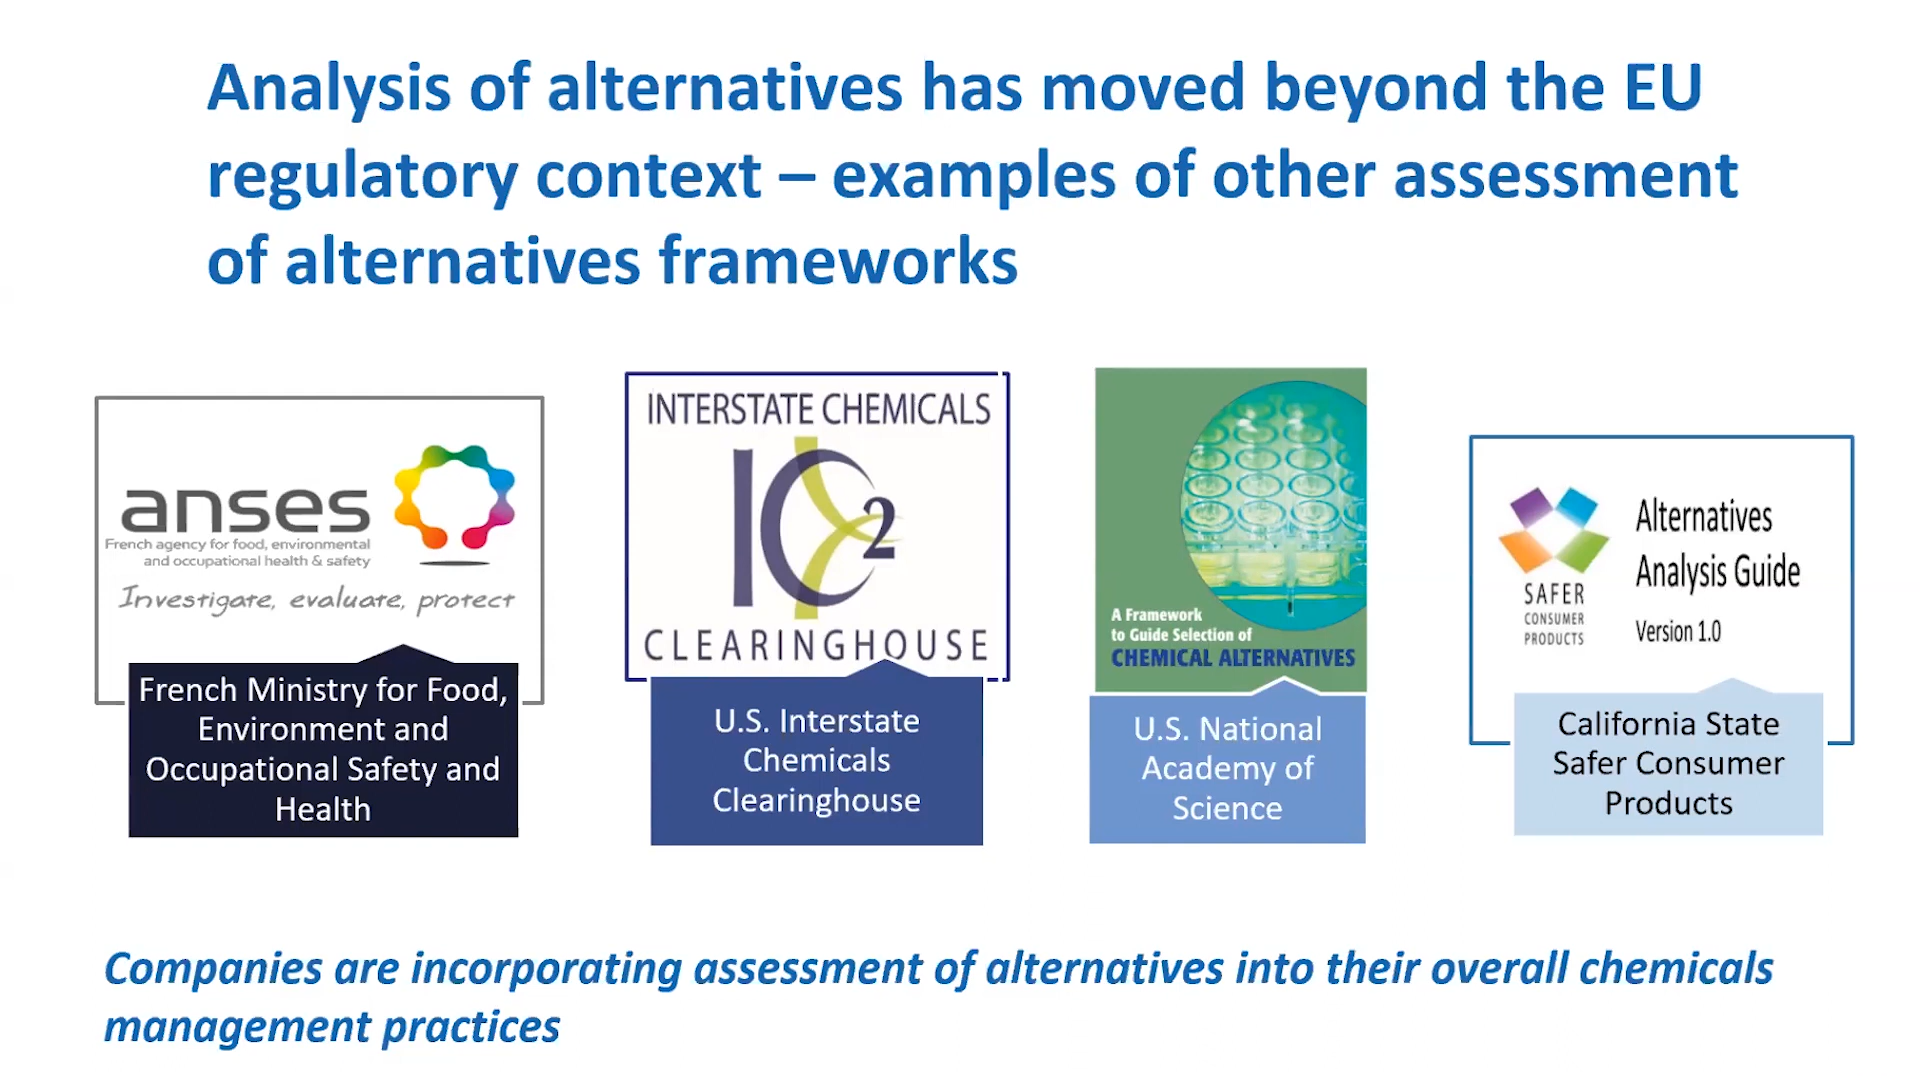 Analysis of alternatives has moved beyond the EU
regulatory context – examples of other assessment
of alternatives frameworks
anses
French agency for food, environmental
and occupational health & safety
Investigate, evaluate, protect
French Ministry for Food,
Environment and
Occupational Safety and
Health
INTERSTATE CHEMICALS
IC2
CLEARINGHOUSE
U.S. Interstate
Chemicals
Clearinghouse
A Framework
to Guide Selection of
CHEMICAL ALTERNATIVES
U.S. National
Academy of
Science
SAFER
CONSUMER
PRODUCTS
Alternatives
Analysis Guide
Version 1.0
California State
Safer Consumer
Products
Companies are incorporating assessment of alternatives into their overall chemicals
management practices